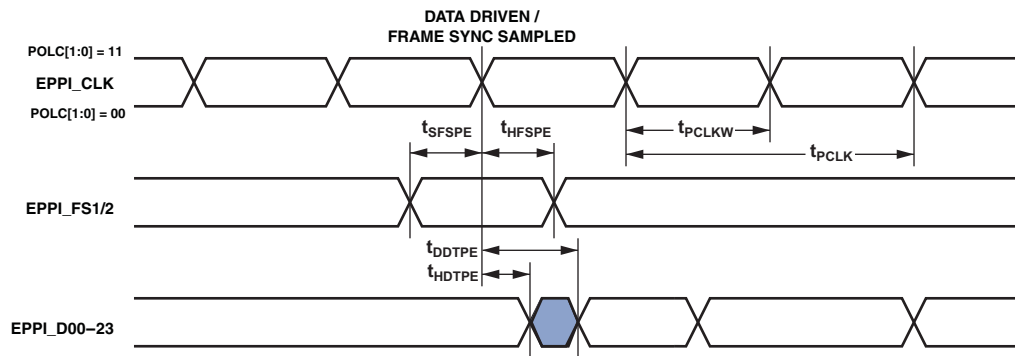 DATA DRIVEN /
FRAME SYNC SAMPLED
POLC[1:0] = 11
EPPI_CLK
POLC[1:0] = 00
tSFSPE
tHFSPE
tPCLKW
tPCLK
EPPI_FS1/2
tDDTPE
tHDTPE
EPPI_D00–23